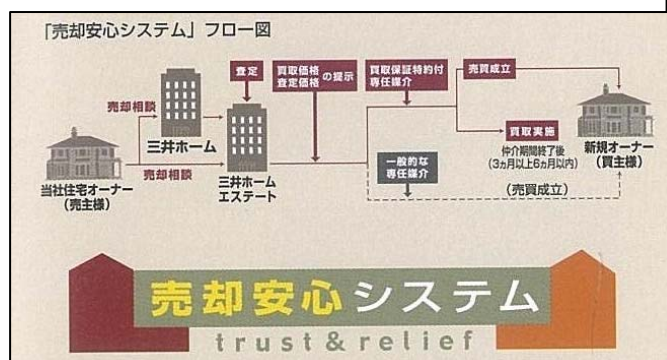 「売却安心システム」フロー図
査定
買取価格
査定価格
の提示
買取保証特約付
専任媒介
売買成立
売却相談
三井ホーム
売却相談
当社住宅オーナー
(売主様)
三井ホーム
エステート
一般的な
専任媒介
買取実施
仲介期間終了後
(3ヵ月以上6ヵ月以内)
新規オーナー
(買主様)
(売買成立)
売却安心システム
trust&relief